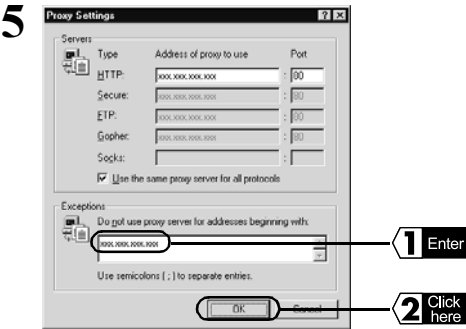 5
Proxy Settings
Servers
Type Address of proxy to use Port
HTTP: xxx.xxx.xxx.xxx : 80
Secure: xxx.xxx.xxx.xxx : 80
FTP: xxx.xxx.xxx.xxx : 80
Gopher: xxx.xxx.xxx.xxx : 80
Socks: :
Use the same proxy server for all protocols
Exceptions
Do not use proxy server for addresses beginning with:
xxx.xxx.xxx.xxx
1 Enter
Use semicolons ( ; ) to separate entries.
OK Cancel
2 Click here